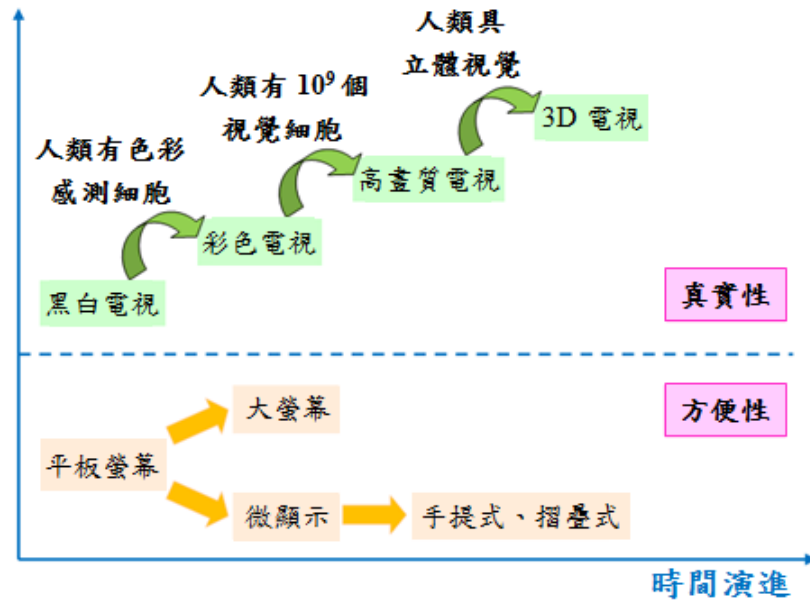 人類具
立體視覺
3D 電視
人類有 10⁹ 個
視覺細胞
高畫質電視
人類有色彩
感測細胞
彩色電視
黑白電視
真實性
方便性
大螢幕
平板螢幕
微顯示
手提式、摺疊式
時間演進